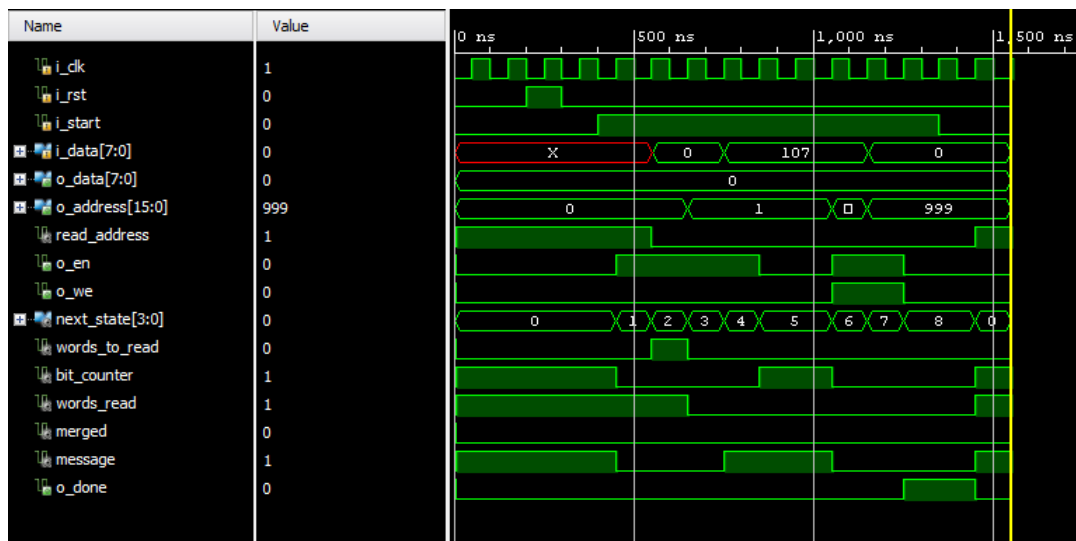 Name Value 0 ns 500 ns 1,000 ns 1,500 ns
i_clk 1
i_rst 0
i_start 0
i_data[7:0] 0 X 0 107 0
o_data[7:0] 0 0
o_address[15:0] 999 0 1 999
read_address 1
o_en 0
o_we 0
next_state[3:0] 0 0 1 2 3 4 5 6 7 8 0
words_to_read 0
bit_counter 1
words_read 1
merged 0
message 1
o_done 0